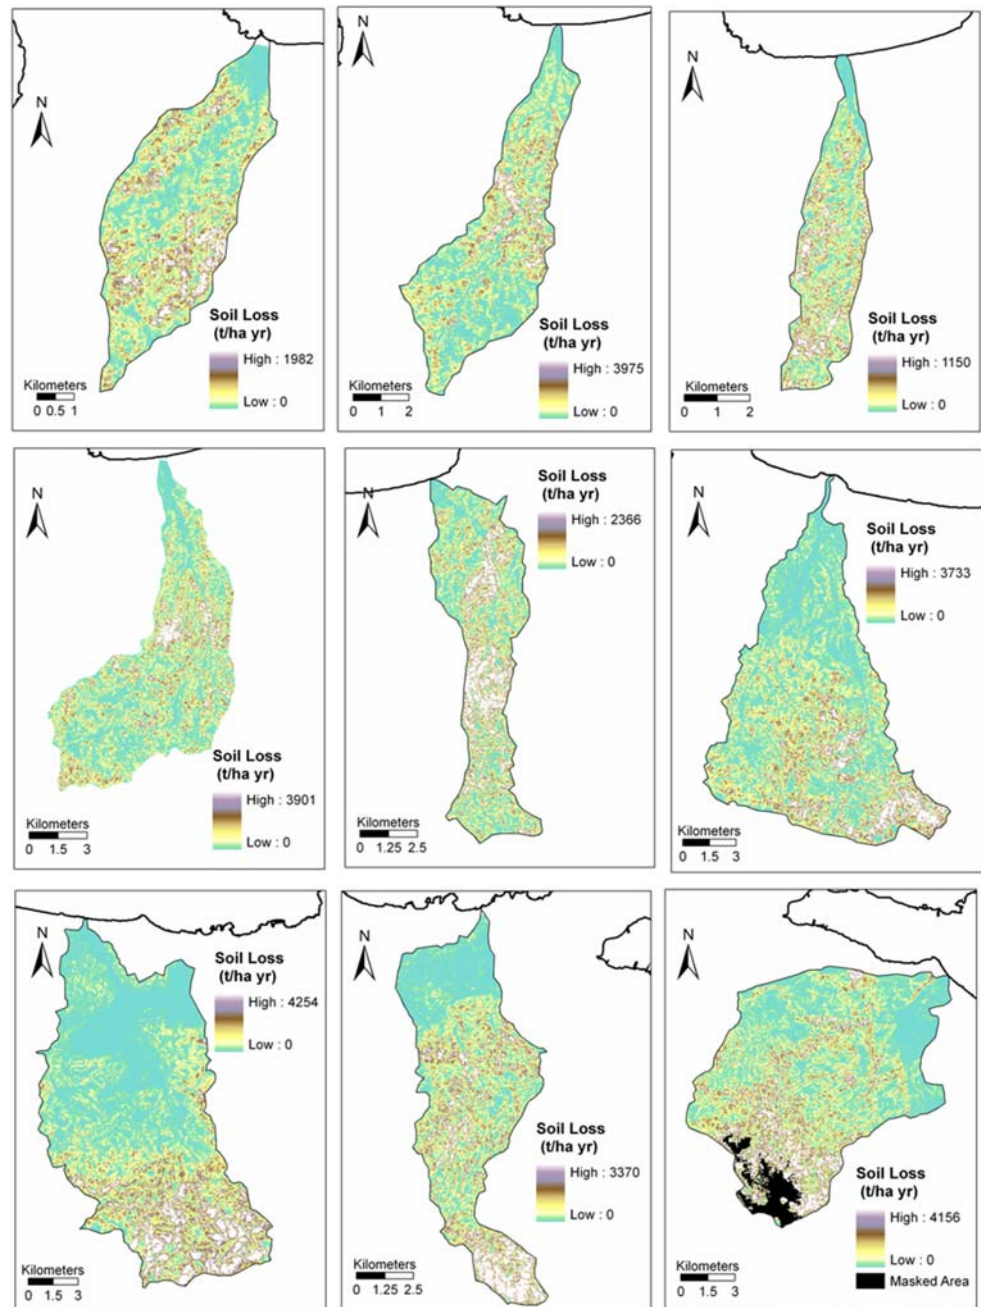 N
Soil Loss
(t/ha yr)
High : 1982
Low : 0
Kilometers
0 0.5 1
N
Soil Loss
(t/ha yr)
High : 3975
Low : 0
Kilometers
0 1 2
N
Soil Loss
(t/ha yr)
High : 1150
Low : 0
Kilometers
0 1 2
N
Soil Loss
(t/ha yr)
High : 3901
Low : 0
Kilometers
0 1.5 3
N
Soil Loss
(t/ha yr)
High : 2366
Low : 0
Kilometers
0 1.25 2.5
N
Soil Loss
(t/ha yr)
High : 3733
Low : 0
Kilometers
0 1.5 3
N
Soil Loss
(t/ha yr)
High : 4254
Low : 0
Kilometers
0 1.5 3
N
Soil Loss
(t/ha yr)
High : 3370
Low : 0
Kilometers
0 1.25 2.5
N
Soil Loss
(t/ha yr)
High : 4156
Low : 0
Masked Area
Kilometers
0 1.5 3